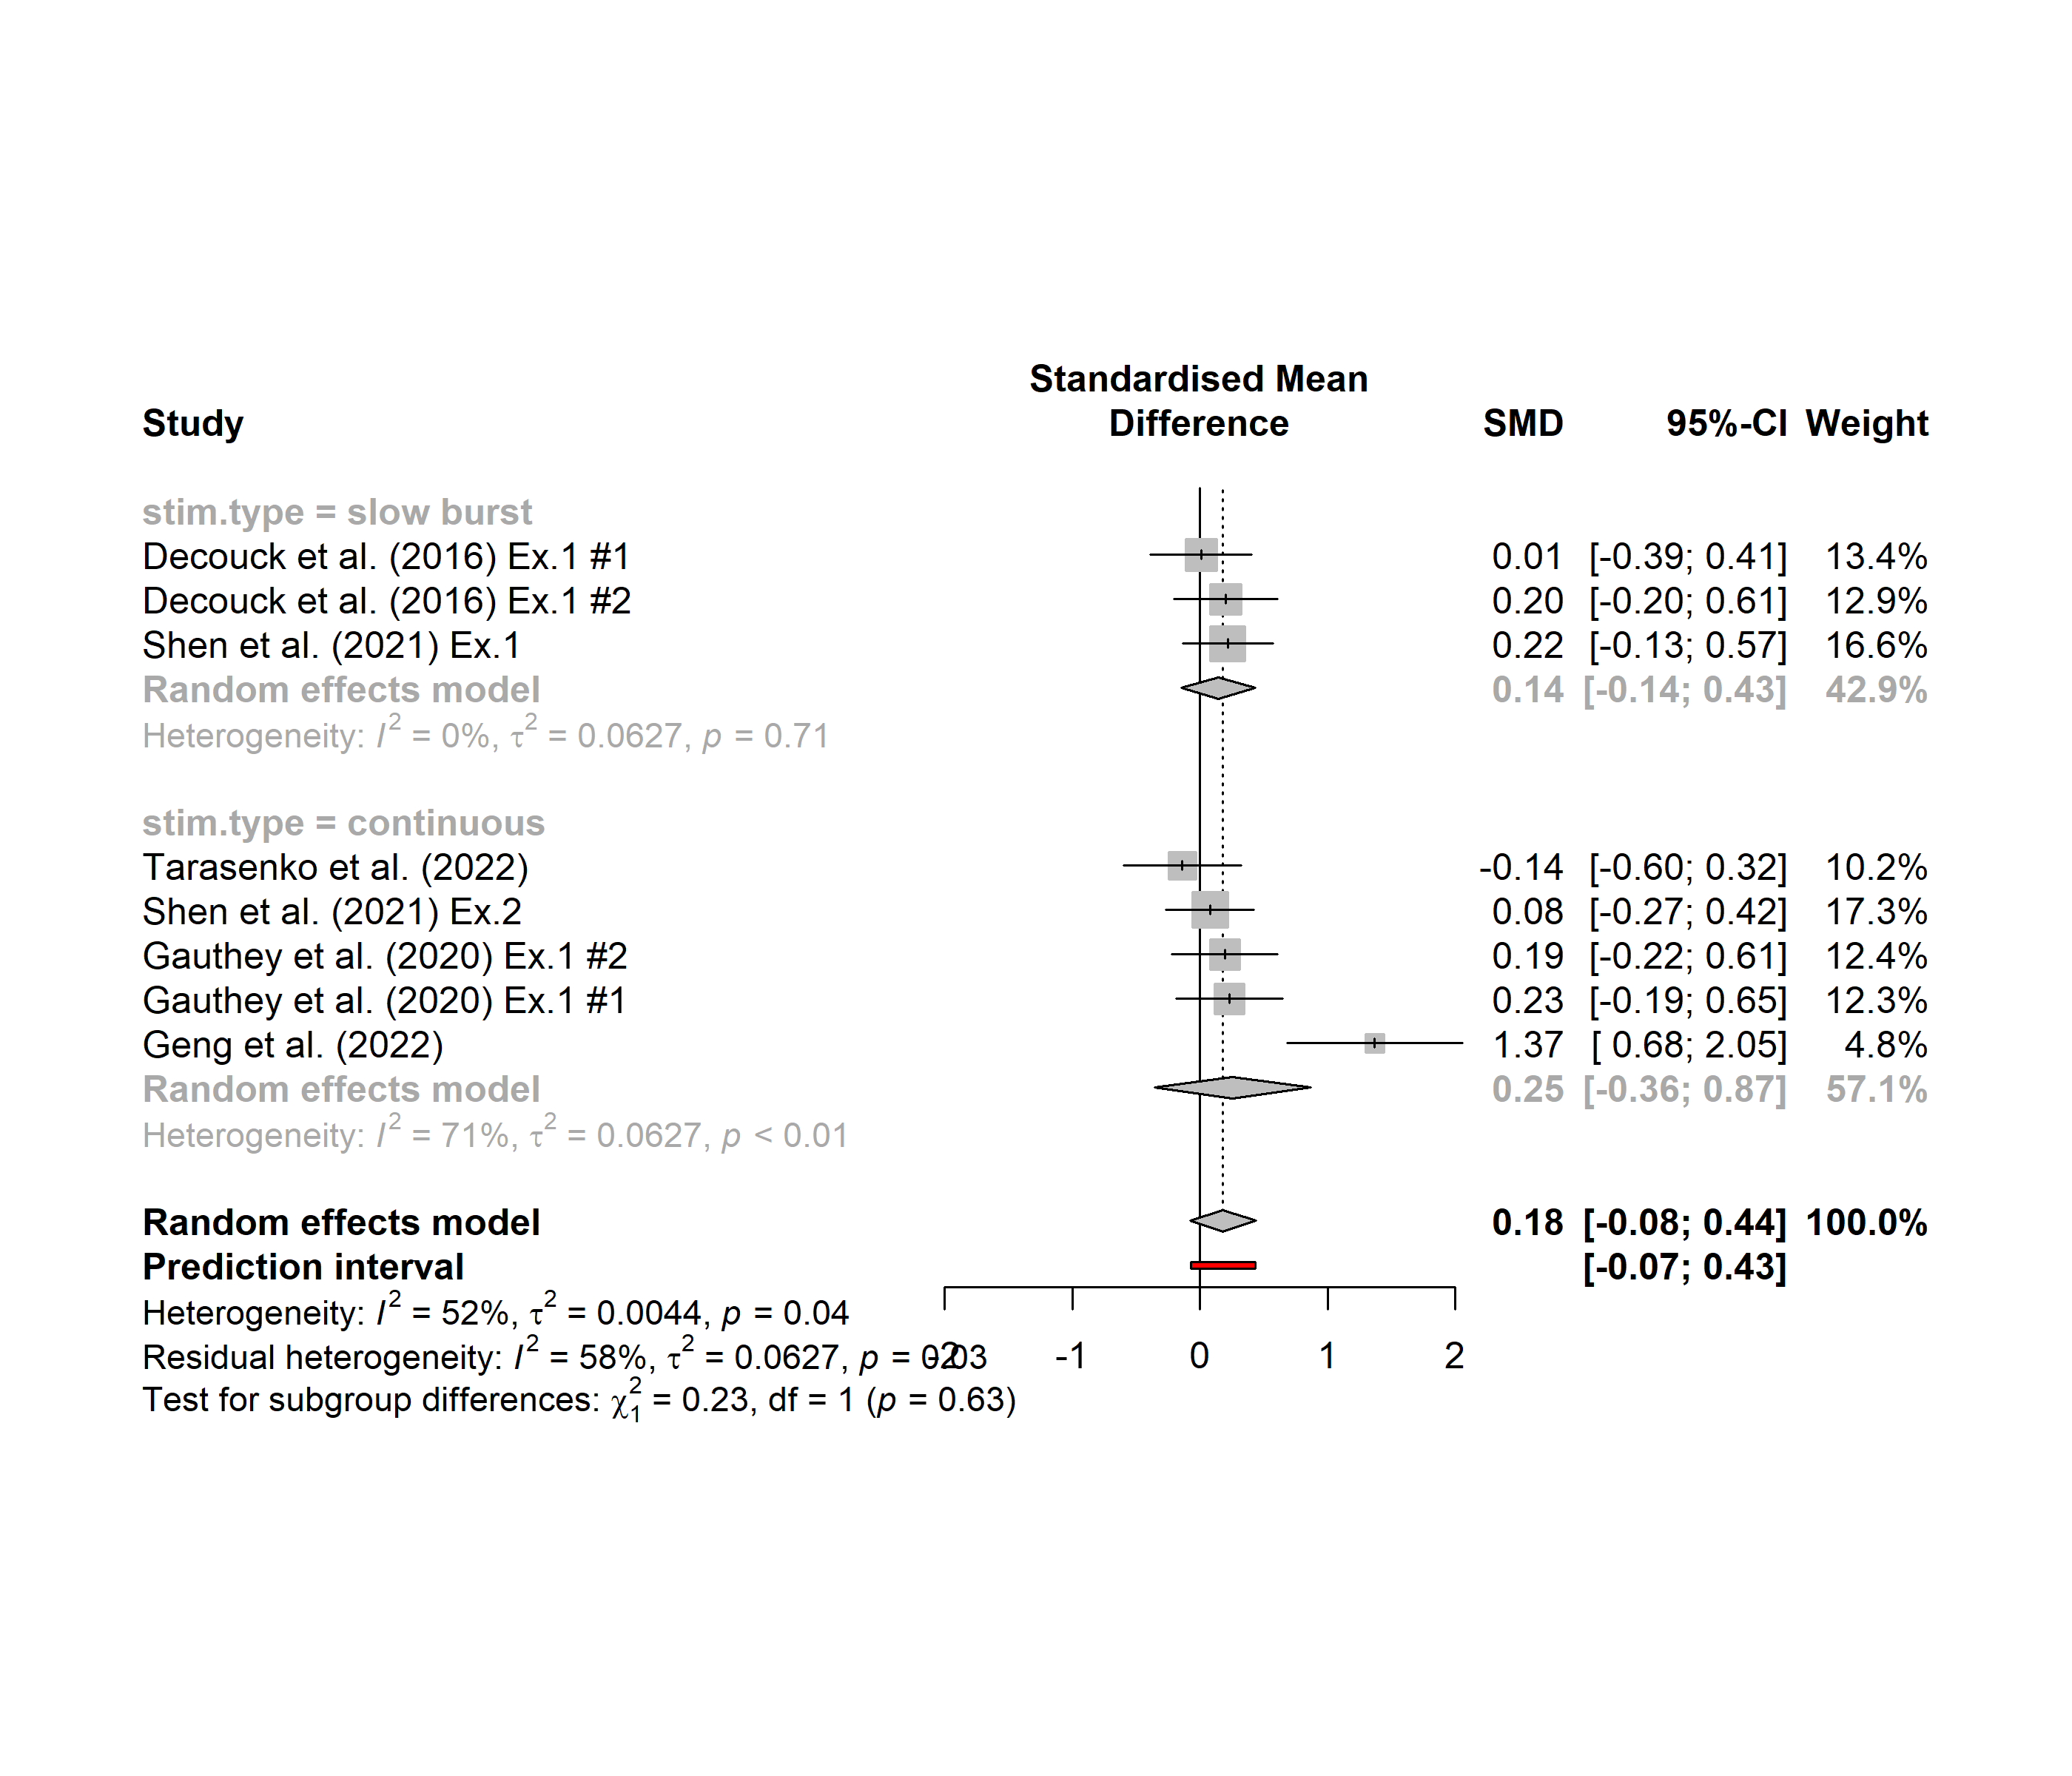 Standardised Mean
Study Difference SMD 95%-CI Weight
stim.type = slow burst
Decouck et al. (2016) Ex.1 #1 0.01 [-0.39; 0.41] 13.4%
Decouck et al. (2016) Ex.1 #2 0.20 [-0.20; 0.61] 12.9%
Shen et al. (2021) Ex.1 0.22 [-0.13; 0.57] 16.6%
Random effects model 0.14 [-0.14; 0.43] 42.9%
Heterogeneity: I² = 0%, τ² = 0.0627, p = 0.71
stim.type = continuous
Tarasenko et al. (2022) -0.14 [-0.60; 0.32] 10.2%
Shen et al. (2021) Ex.2 0.08 [-0.27; 0.42] 17.3%
Gauthey et al. (2020) Ex.1 #2 0.19 [-0.22; 0.61] 12.4%
Gauthey et al. (2020) Ex.1 #1 0.23 [-0.19; 0.65] 12.3%
Geng et al. (2022) 1.37 [ 0.68; 2.05] 4.8%
Random effects model 0.25 [-0.36; 0.87] 57.1%
Heterogeneity: I² = 71%, τ² = 0.0627, p < 0.01
Random effects model 0.18 [-0.08; 0.44] 100.0%
Prediction interval [-0.07; 0.43]
Heterogeneity: I² = 52%, τ² = 0.0044, p = 0.04
Residual heterogeneity: I² = 58%, τ² = 0.0627, p = 0.03 -2 -1 0 1 2
Test for subgroup differences: χ₁² = 0.23, df = 1 (p = 0.63)